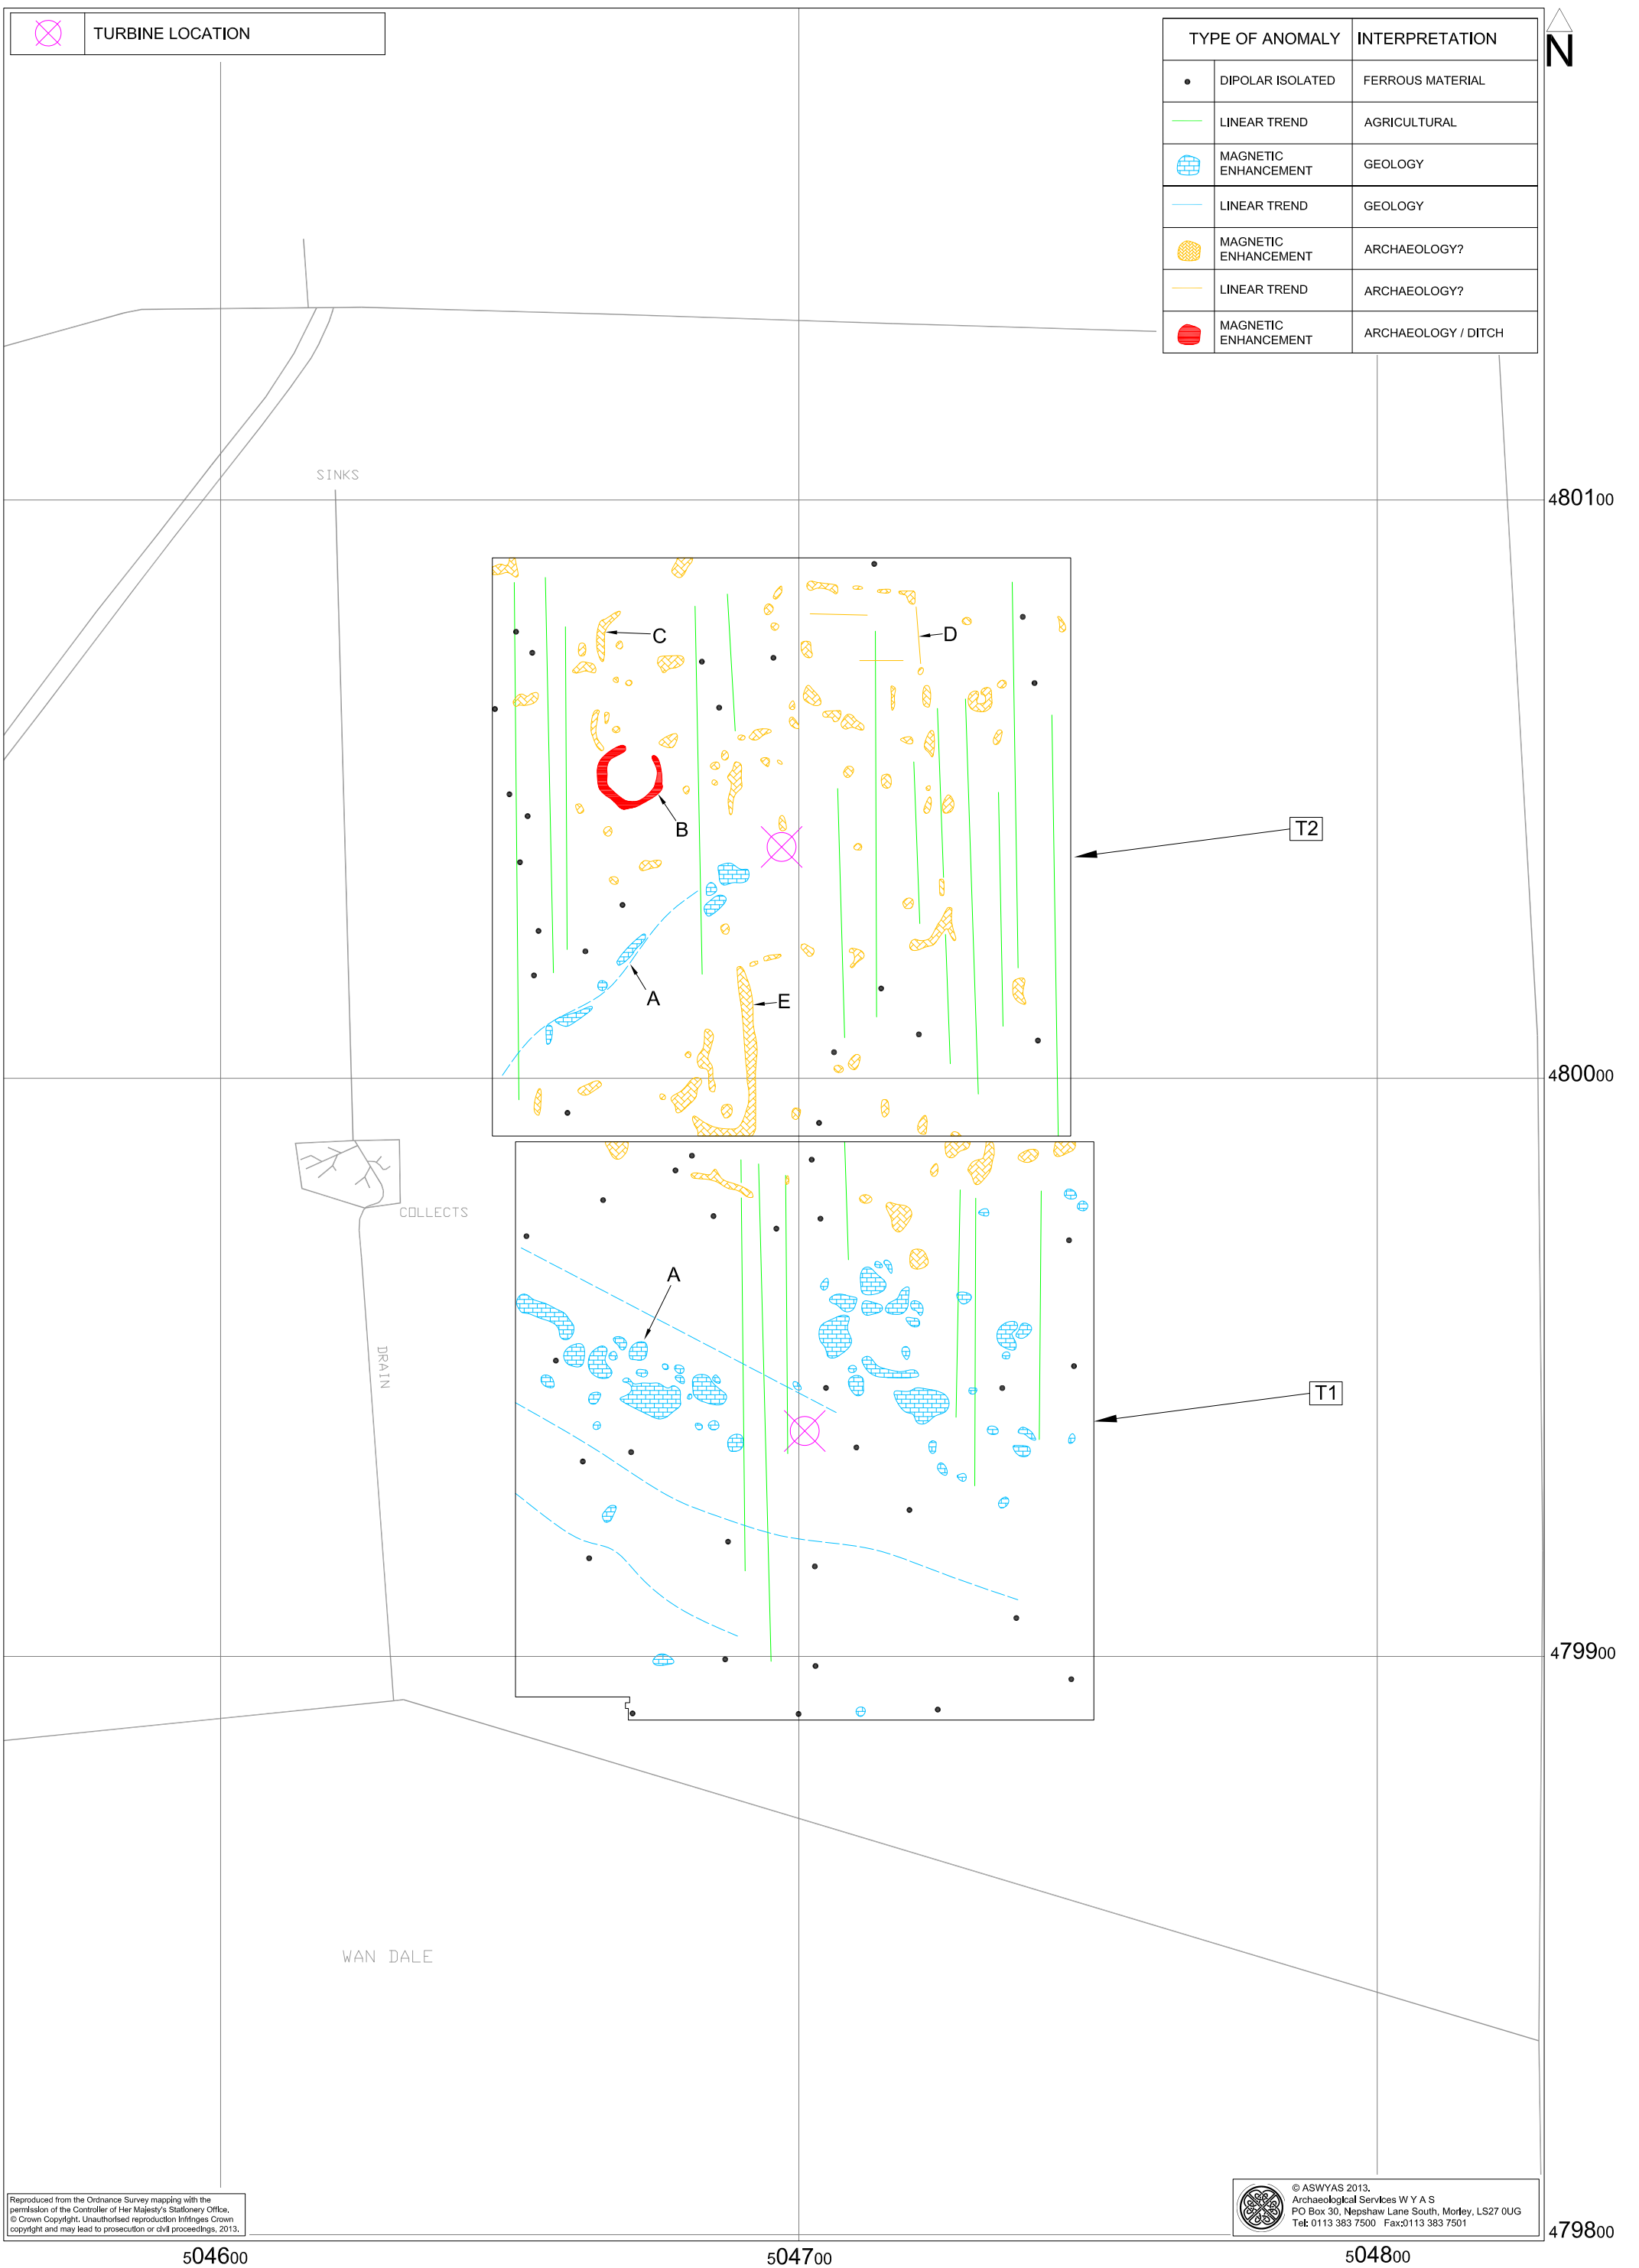 TURBINE LOCATION
TYPE OF ANOMALY INTERPRETATION
DIPOLAR ISOLATED FERROUS MATERIAL
LINEAR TREND AGRICULTURAL
MAGNETIC
ENHANCEMENT GEOLOGY
LINEAR TREND GEOLOGY
MAGNETIC
ENHANCEMENT ARCHAEOLOGY?
LINEAR TREND ARCHAEOLOGY?
MAGNETIC
ENHANCEMENT ARCHAEOLOGY / DITCH
N
SINKS
480100
C
D
B
T2
A
E
480000
COLLECTS
A
DRAIN
T1
479900
WAN DALE
Reproduced from the Ordnance Survey mapping with the
permission of the Controller of Her Majesty's Stationery Office,
© Crown Copyright. Unauthorised reproduction infringes Crown
copyright and may lead to prosecution or civil proceedings, 2013.
© ASWYAS 2013.
Archaeological Services W Y A S
PO Box 30, Nepshaw Lane South, Morley, LS27 0UG
Tel: 0113 383 7500 Fax:0113 383 7501
479800
504600
504700
504800